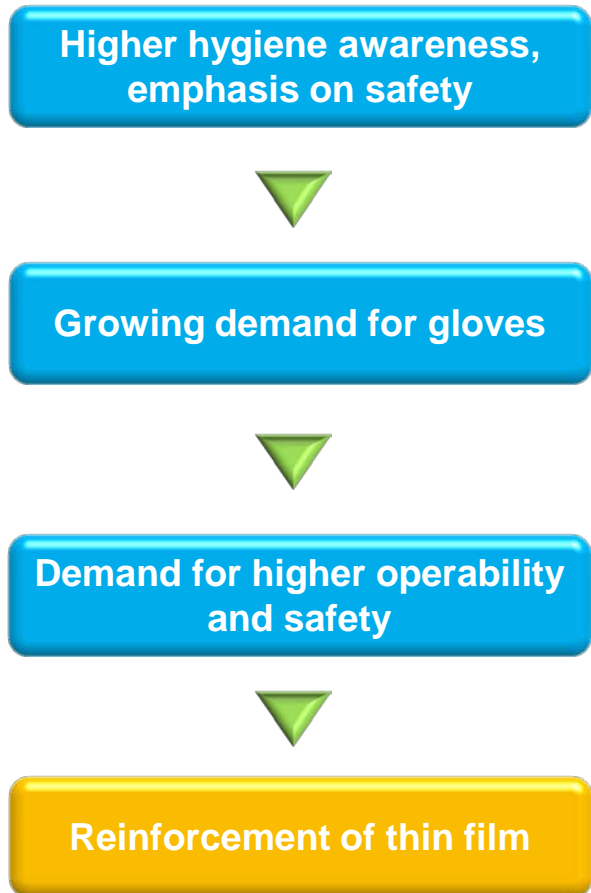 Higher hygiene awareness,
emphasis on safety
Growing demand for gloves
Demand for higher operability
and safety
Reinforcement of thin film